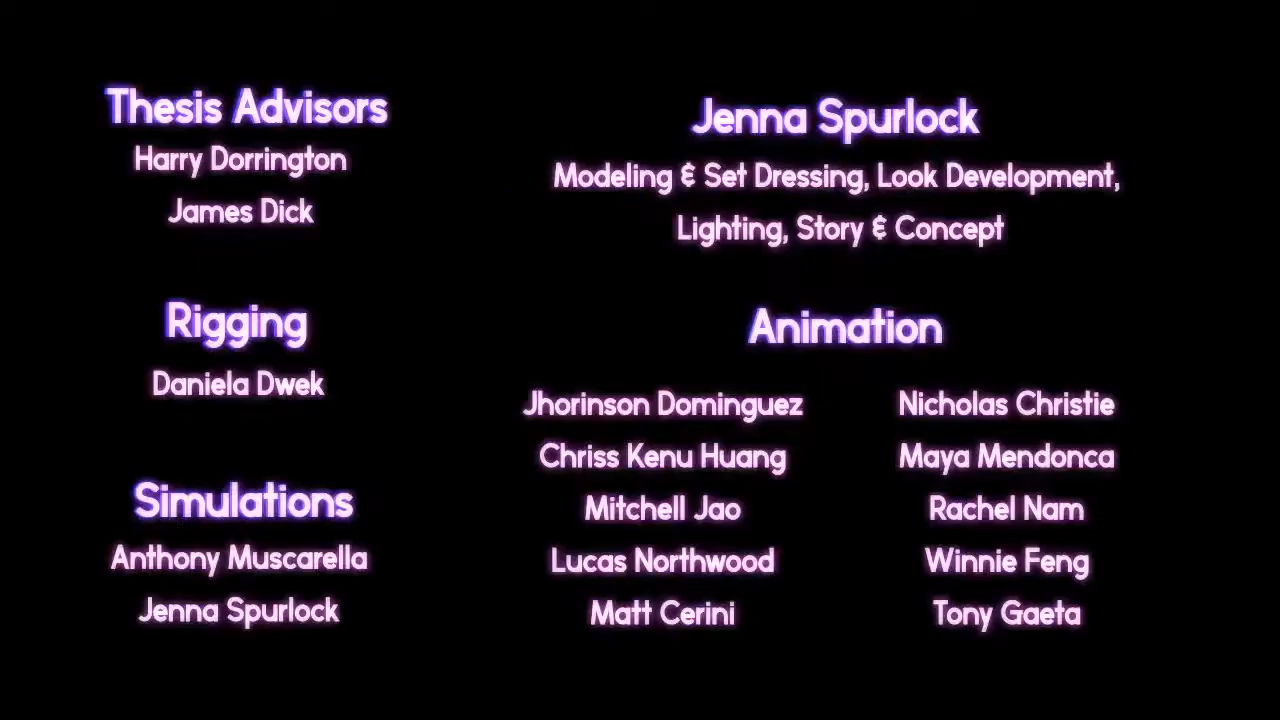 Thesis Advisors
Harry Dorrington
James Dick
Rigging
Daniela Dwek
Simulations
Anthony Muscarella
Jenna Spurlock
Jenna Spurlock
Modeling & Set Dressing, Look Development,
Lighting, Story & Concept
Animation
Jhorinson Dominguez
Chriss Kenu Huang
Mitchell Jao
Lucas Northwood
Matt Cerini
Nicholas Christie
Maya Mendonca
Rachel Nam
Winnie Feng
Tony Gaeta